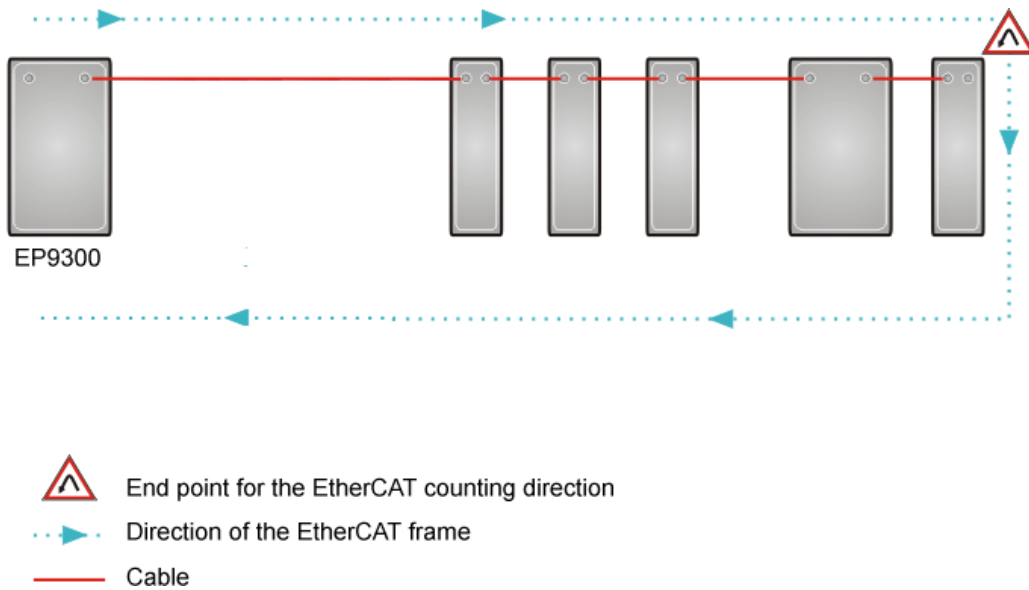 EP9300
End point for the EtherCAT counting direction
Direction of the EtherCAT frame
Cable